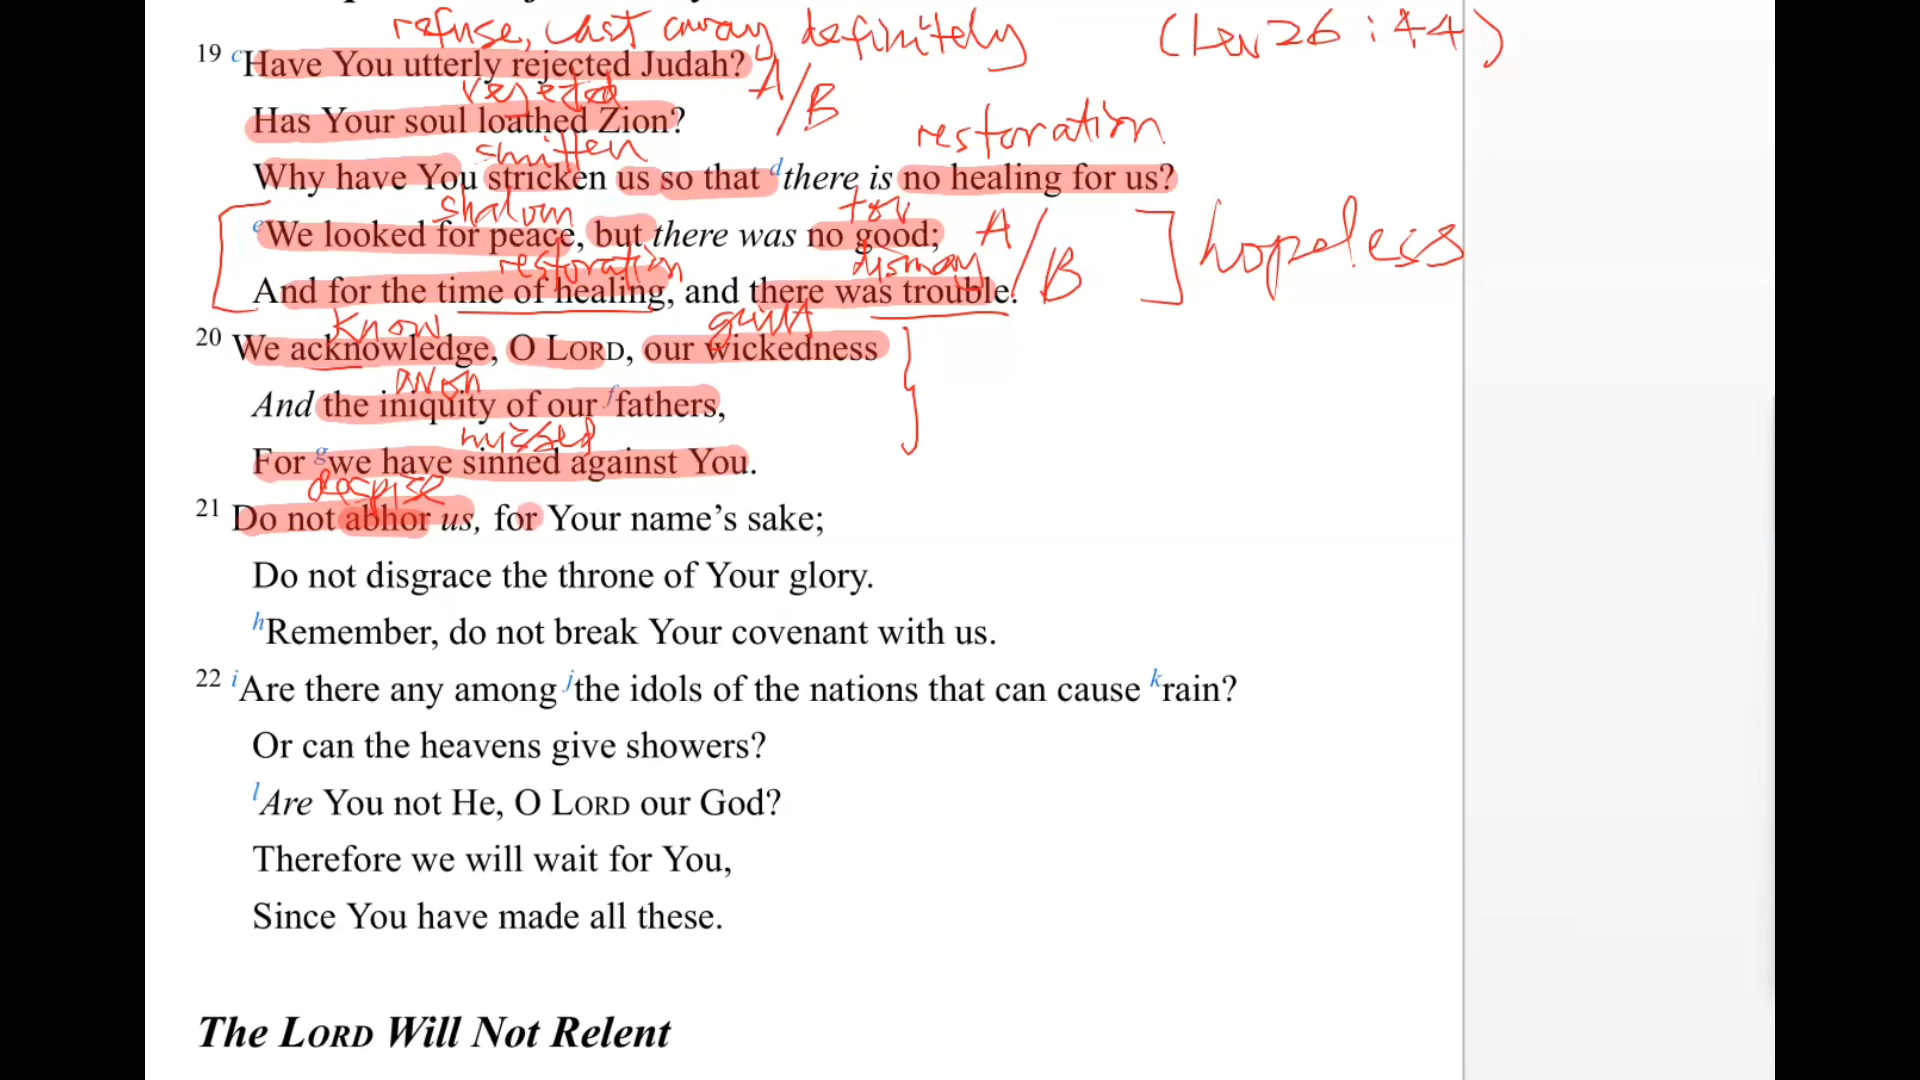 refuse, cast away, definitely (Lev 26:44)
19 c Have You utterly rejected Judah? A/B
rejected
Has Your soul loathed Zion?
smitten restoration
Why have You stricken us so that d there is no healing for us?
shalom tov
e We looked for peace, but there was no good; A/B ] hopeless
restoration dismay
And for the time of healing, and there was trouble.
know guilt
20 We acknowledge, O LORD, our wickedness }
avon
And the iniquity of our f fathers,
missed
For g we have sinned against You.
despise
21 Do not abhor us, for Your name’s sake;
Do not disgrace the throne of Your glory.
h Remember, do not break Your covenant with us.
22 i Are there any among j the idols of the nations that can cause k rain?
Or can the heavens give showers?
l Are You not He, O LORD our God?
Therefore we will wait for You,
Since You have made all these.
The LORD Will Not Relent